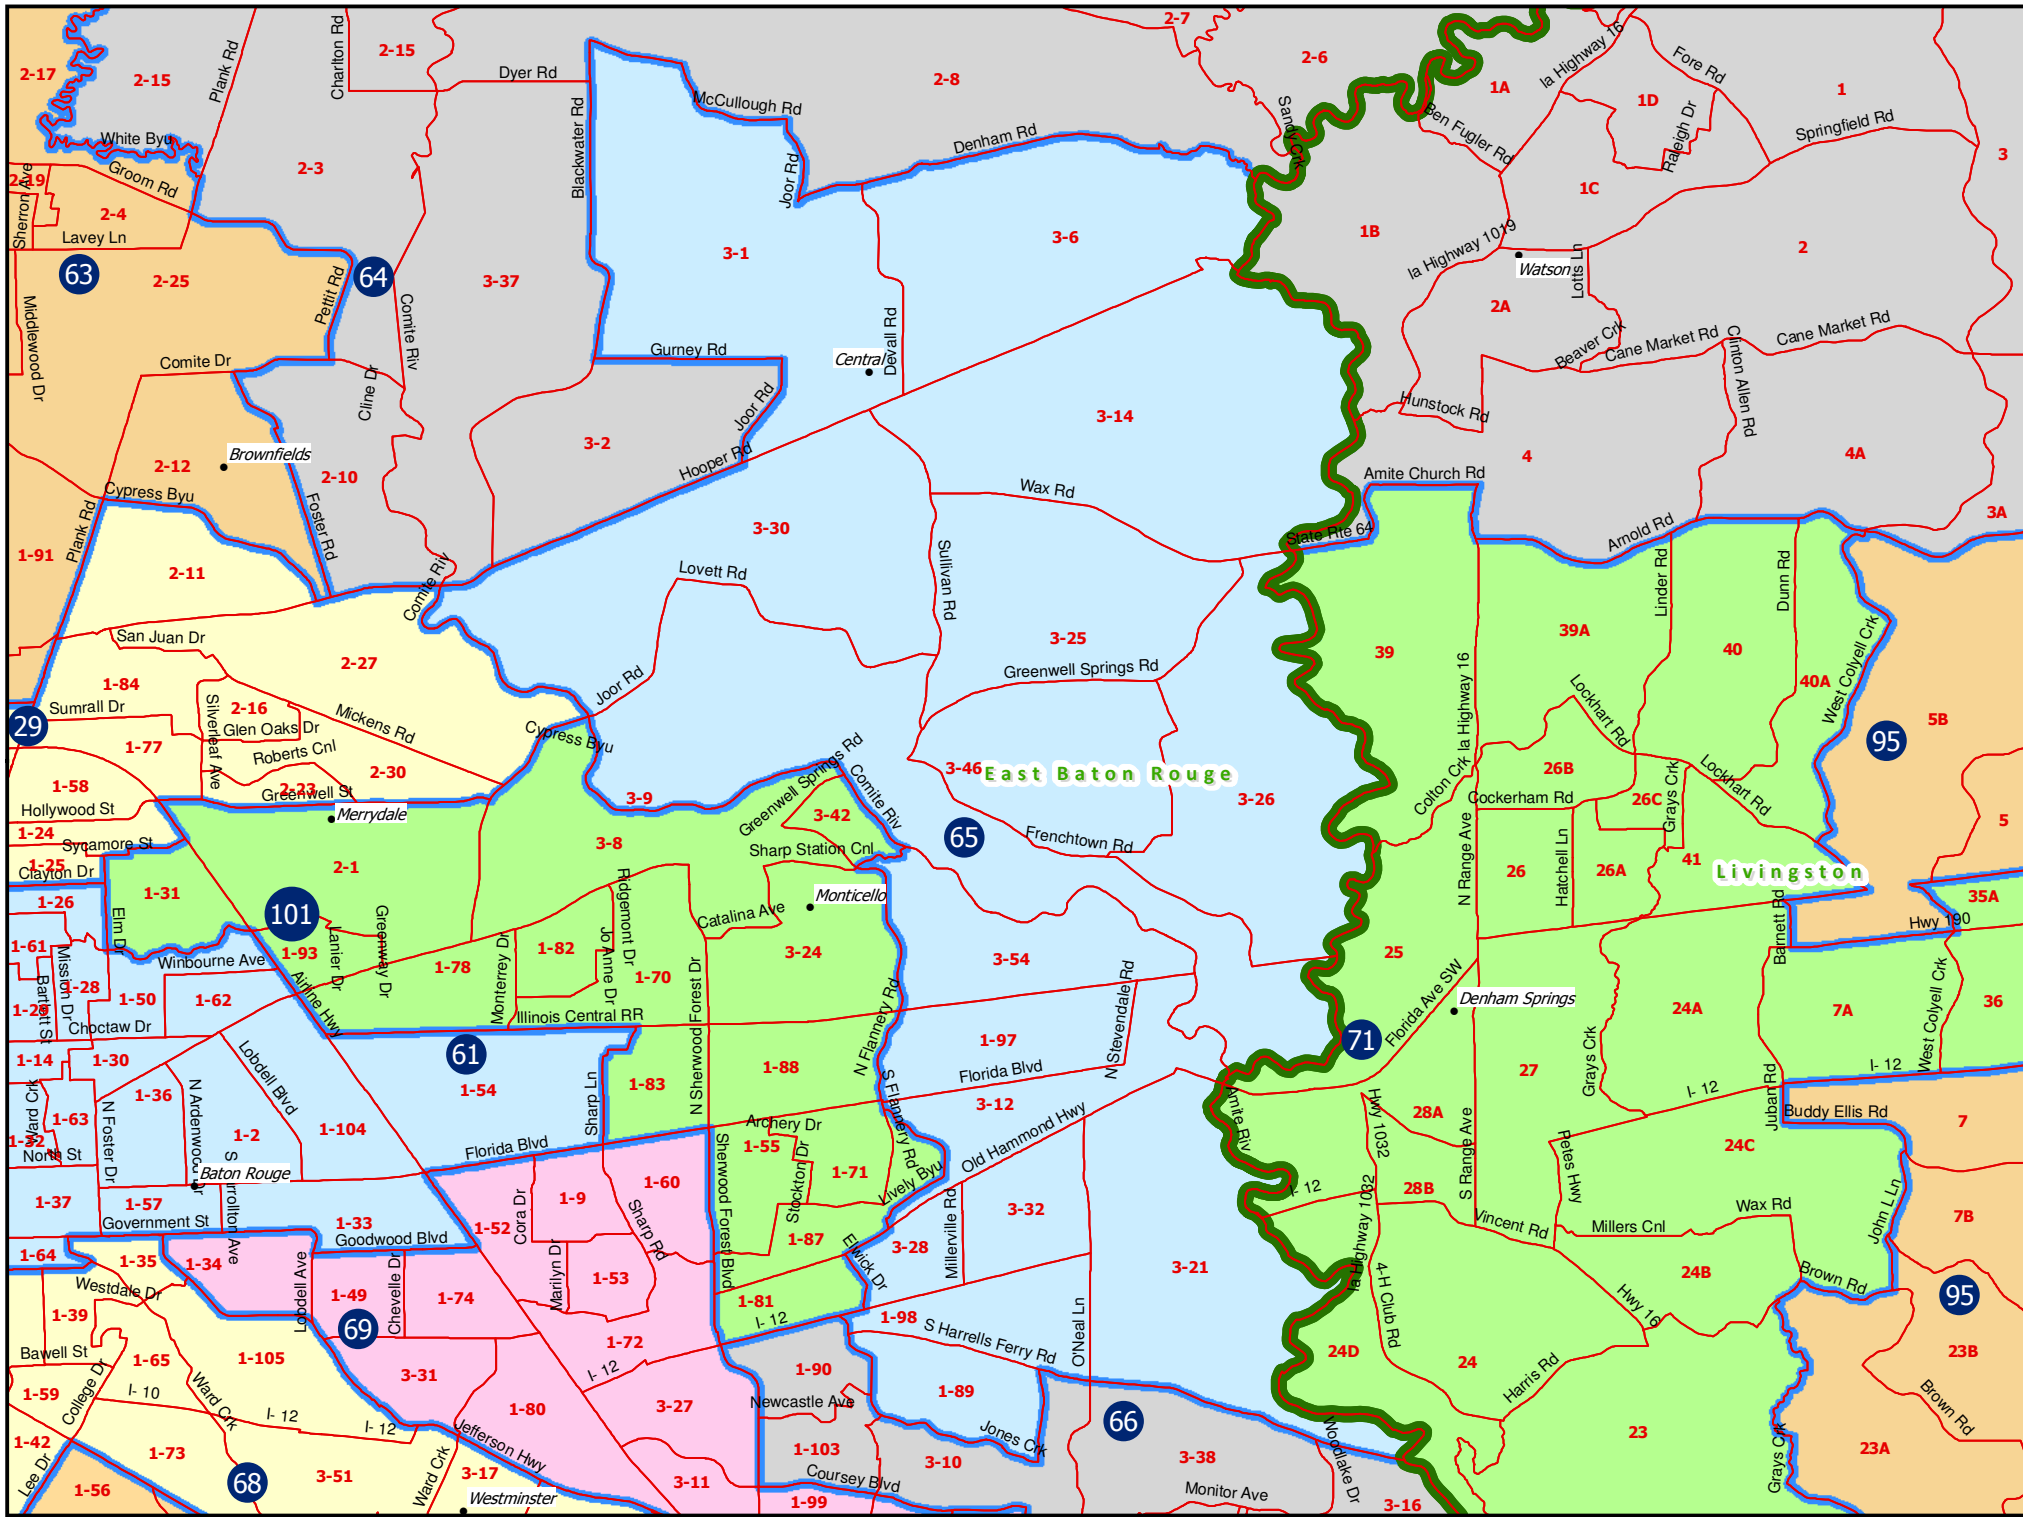 2-7
2-17
2-15
Plank Rd
Charlton Rd
2-15
Dyer Rd
2-8
2-6
1A
la Highway 16
Fore Rd
1D
1
McCullough Rd
Blackwater Rd
Sandy Crk
Ben Fugler Rd
Raleigh Dr
Springfield Rd
White Byu
Denham Rd
3
2-19
Groom Rd
2-3
Joor Rd
1C
Sherron Ave
2-4
Lavey Ln
3-1
3-6
1B
la Highway 1019
2
63
2-25
64
3-37
Watson
Lotts Ln
Middlewood Dr
Pettit Rd
Comite Riv
2A
Gurney Rd
Central
Devall Rd
Beaver Crk
Cane Market Rd
Clinton Allen Rd
Cane Market Rd
Comite Dr
Cline Dr
Joor Rd
3-14
Hunstock Rd
Brownfields
2-12
2-10
3-2
Hooper Rd
4
4A
Cypress Byu
Wax Rd
Amite Church Rd
Plank Rd
Foster Rd
3-30
State Rte 64
Arnold Rd
3A
1-91
2-11
Comite Riv
Lovett Rd
Sullivan Rd
Linder Rd
Dunn Rd
San Juan Dr
2-27
3-25
39
39A
40
West Colyell Crk
1-84
Greenwell Springs Rd
la Highway 16
40A
Joor Rd
Silverleaf Ave
2-16
Sumrall Dr
Mickens Rd
Lockhart Rd
29
Glen Oaks Dr
Cypress Byu
5B
95
1-77
Roberts Cnl
2-30
3-46
East Baton Rouge
Colton Crk
26B
Lockhart Rd
1-58
2-23
Greenwell St
3-9
Greenwell Springs Rd
Comite Riv
3-26
Cockerham Rd
26C
Grays Crk
Hollywood St
Merrydale
3-42
65
Frenchtown Rd
5
1-24
Sycamore St
3-8
Sharp Station Cnl
N Range Ave
Hatchell Ln
41
1-25
Clayton Dr
2-1
26
26A
Livingston
1-31
Ridgemont Dr
Monticello
35A
1-26
101
Catalina Ave
Barnett Rd
Hwy 190
Elm Dr
Lanier Dr
Greenway Dr
1-61
1-93
1-82
Jo Anne Dr
3-24
3-54
25
Mission Dr
Winbourne Ave
1-78
Monterrey Dr
1-70
N Sherwood Forest Dr
N Flannery Rd
N Stevendale Rd
Florida Ave SW
Denham Springs
24A
7A
West Colyell Crk
36
Bartlett St
1-28
1-50
1-62
Airline Hwy
Choctaw Dr
Illinois Central RR
1-97
71
1-14
1-30
Lobdell Blvd
61
1-54
Sharp Ln
1-83
1-88
Florida Blvd
27
Grays Crk
I- 12
I- 12
Ward Crk
1-36
N Ardenwood Dr
3-12
Amite Riv
Hwy 1032
28A
Jubart Rd
Buddy Ellis Rd
7
1-63
N Foster Dr
1-2
1-104
Archery Dr
S Flannery Rd
Old Hammond Hwy
S Range Ave
Petes Hwy
24C
1-32
North St
Florida Blvd
1-55
Baton Rouge
1-60
Sherwood Forest Blvd
Stockton Dr
1-71
Lively Byu
I- 12
28B
1-37
1-57
1-9
Cora Dr
Millerville Rd
3-32
Vincent Rd
Millers Cnl
Wax Rd
John L Ln
7B
Government St
1-33
1-52
Sharp Rd
1-87
3-28
la Highway 1032
1-64
1-35
1-34
Goodwood Blvd
Elwick Dr
3-21
4-H Club Rd
24B
Brown Rd
Westdale Dr
1-49
Chevelle Dr
1-74
Marilyn Dr
1-53
1-81
I- 12
1-98
O'Neal Ln
Hwy 16
95
1-39
Lobdell Ave
69
1-72
S Harrells Ferry Rd
24D
24
23B
Bawell St
1-65
1-105
3-31
I- 12
1-90
1-89
Harris Rd
1-59
College Dr
I- 10
Ward Crk
I- 12
I- 12
1-80
3-27
Newcastle Ave
66
Brown Rd
1-42
1-73
Jefferson Hwy
1-103
Jones Crk
Woodlake Dr
23
23A
Grays Crk
Lee Dr
1-56
68
3-51
Ward Crk
3-17
3-11
Coursey Blvd
3-10
3-38
Westminster
1-99
Monitor Ave
3-16